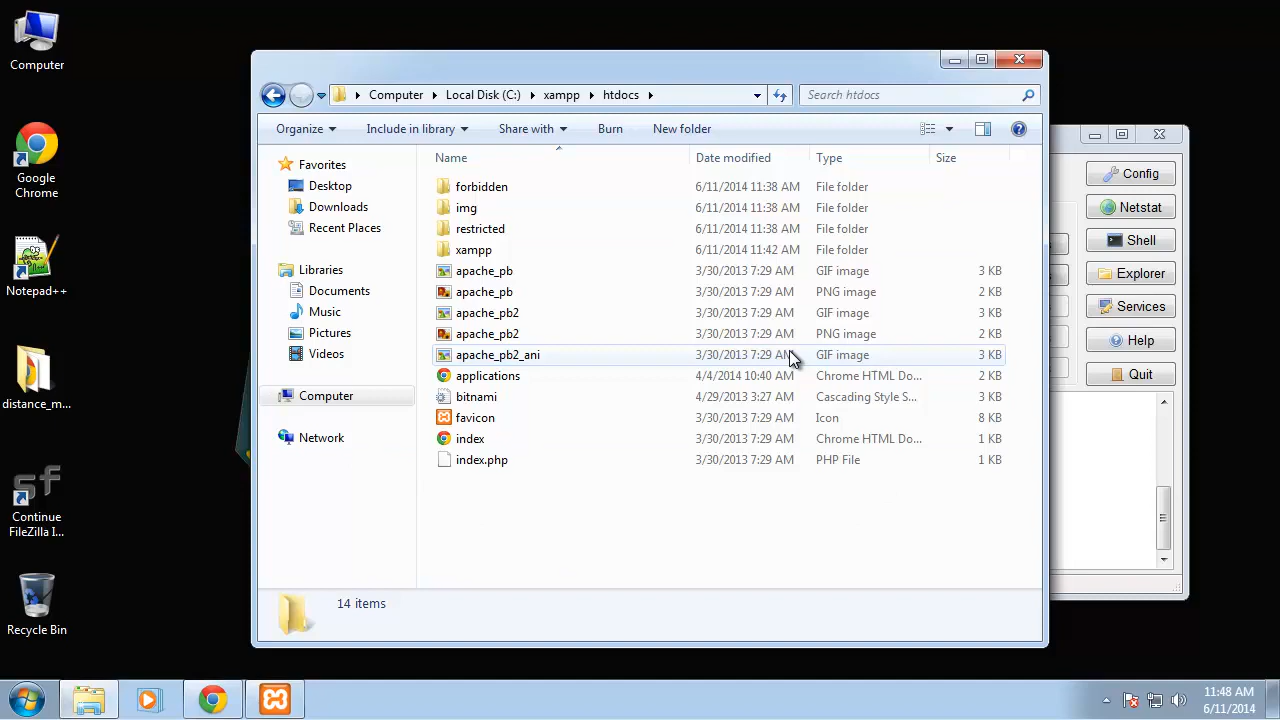 Computer
Google
Chrome
Notepad++
distance_m...
Continue
FileZilla I...
Recycle Bin
Computer Local Disk (C:) xampp htdocs
Search htdocs
Organize Include in library Share with Burn New folder
Favorites
Desktop
Downloads
Recent Places
Libraries
Documents
Music
Pictures
Videos
Computer
Network
Name Date modified Type Size
forbidden 6/11/2014 11:38 AM File folder
img 6/11/2014 11:38 AM File folder
restricted 6/11/2014 11:38 AM File folder
xampp 6/11/2014 11:42 AM File folder
apache_pb 3/30/2013 7:29 AM GIF image 3 KB
apache_pb 3/30/2013 7:29 AM PNG image 2 KB
apache_pb2 3/30/2013 7:29 AM GIF image 3 KB
apache_pb2 3/30/2013 7:29 AM PNG image 2 KB
apache_pb2_ani 3/30/2013 7:29 AM GIF image 3 KB
applications 4/4/2014 10:40 AM Chrome HTML Do... 2 KB
bitnami 4/29/2013 3:27 AM Cascading Style S... 1 KB
favicon 3/30/2013 7:29 AM Icon 8 KB
index 3/30/2013 7:29 AM Chrome HTML Do... 1 KB
index.php 3/30/2013 7:29 AM PHP File 1 KB
14 items
Config
Netstat
Shell
Explorer
Services
Help
Quit
11:48 AM
6/11/2014